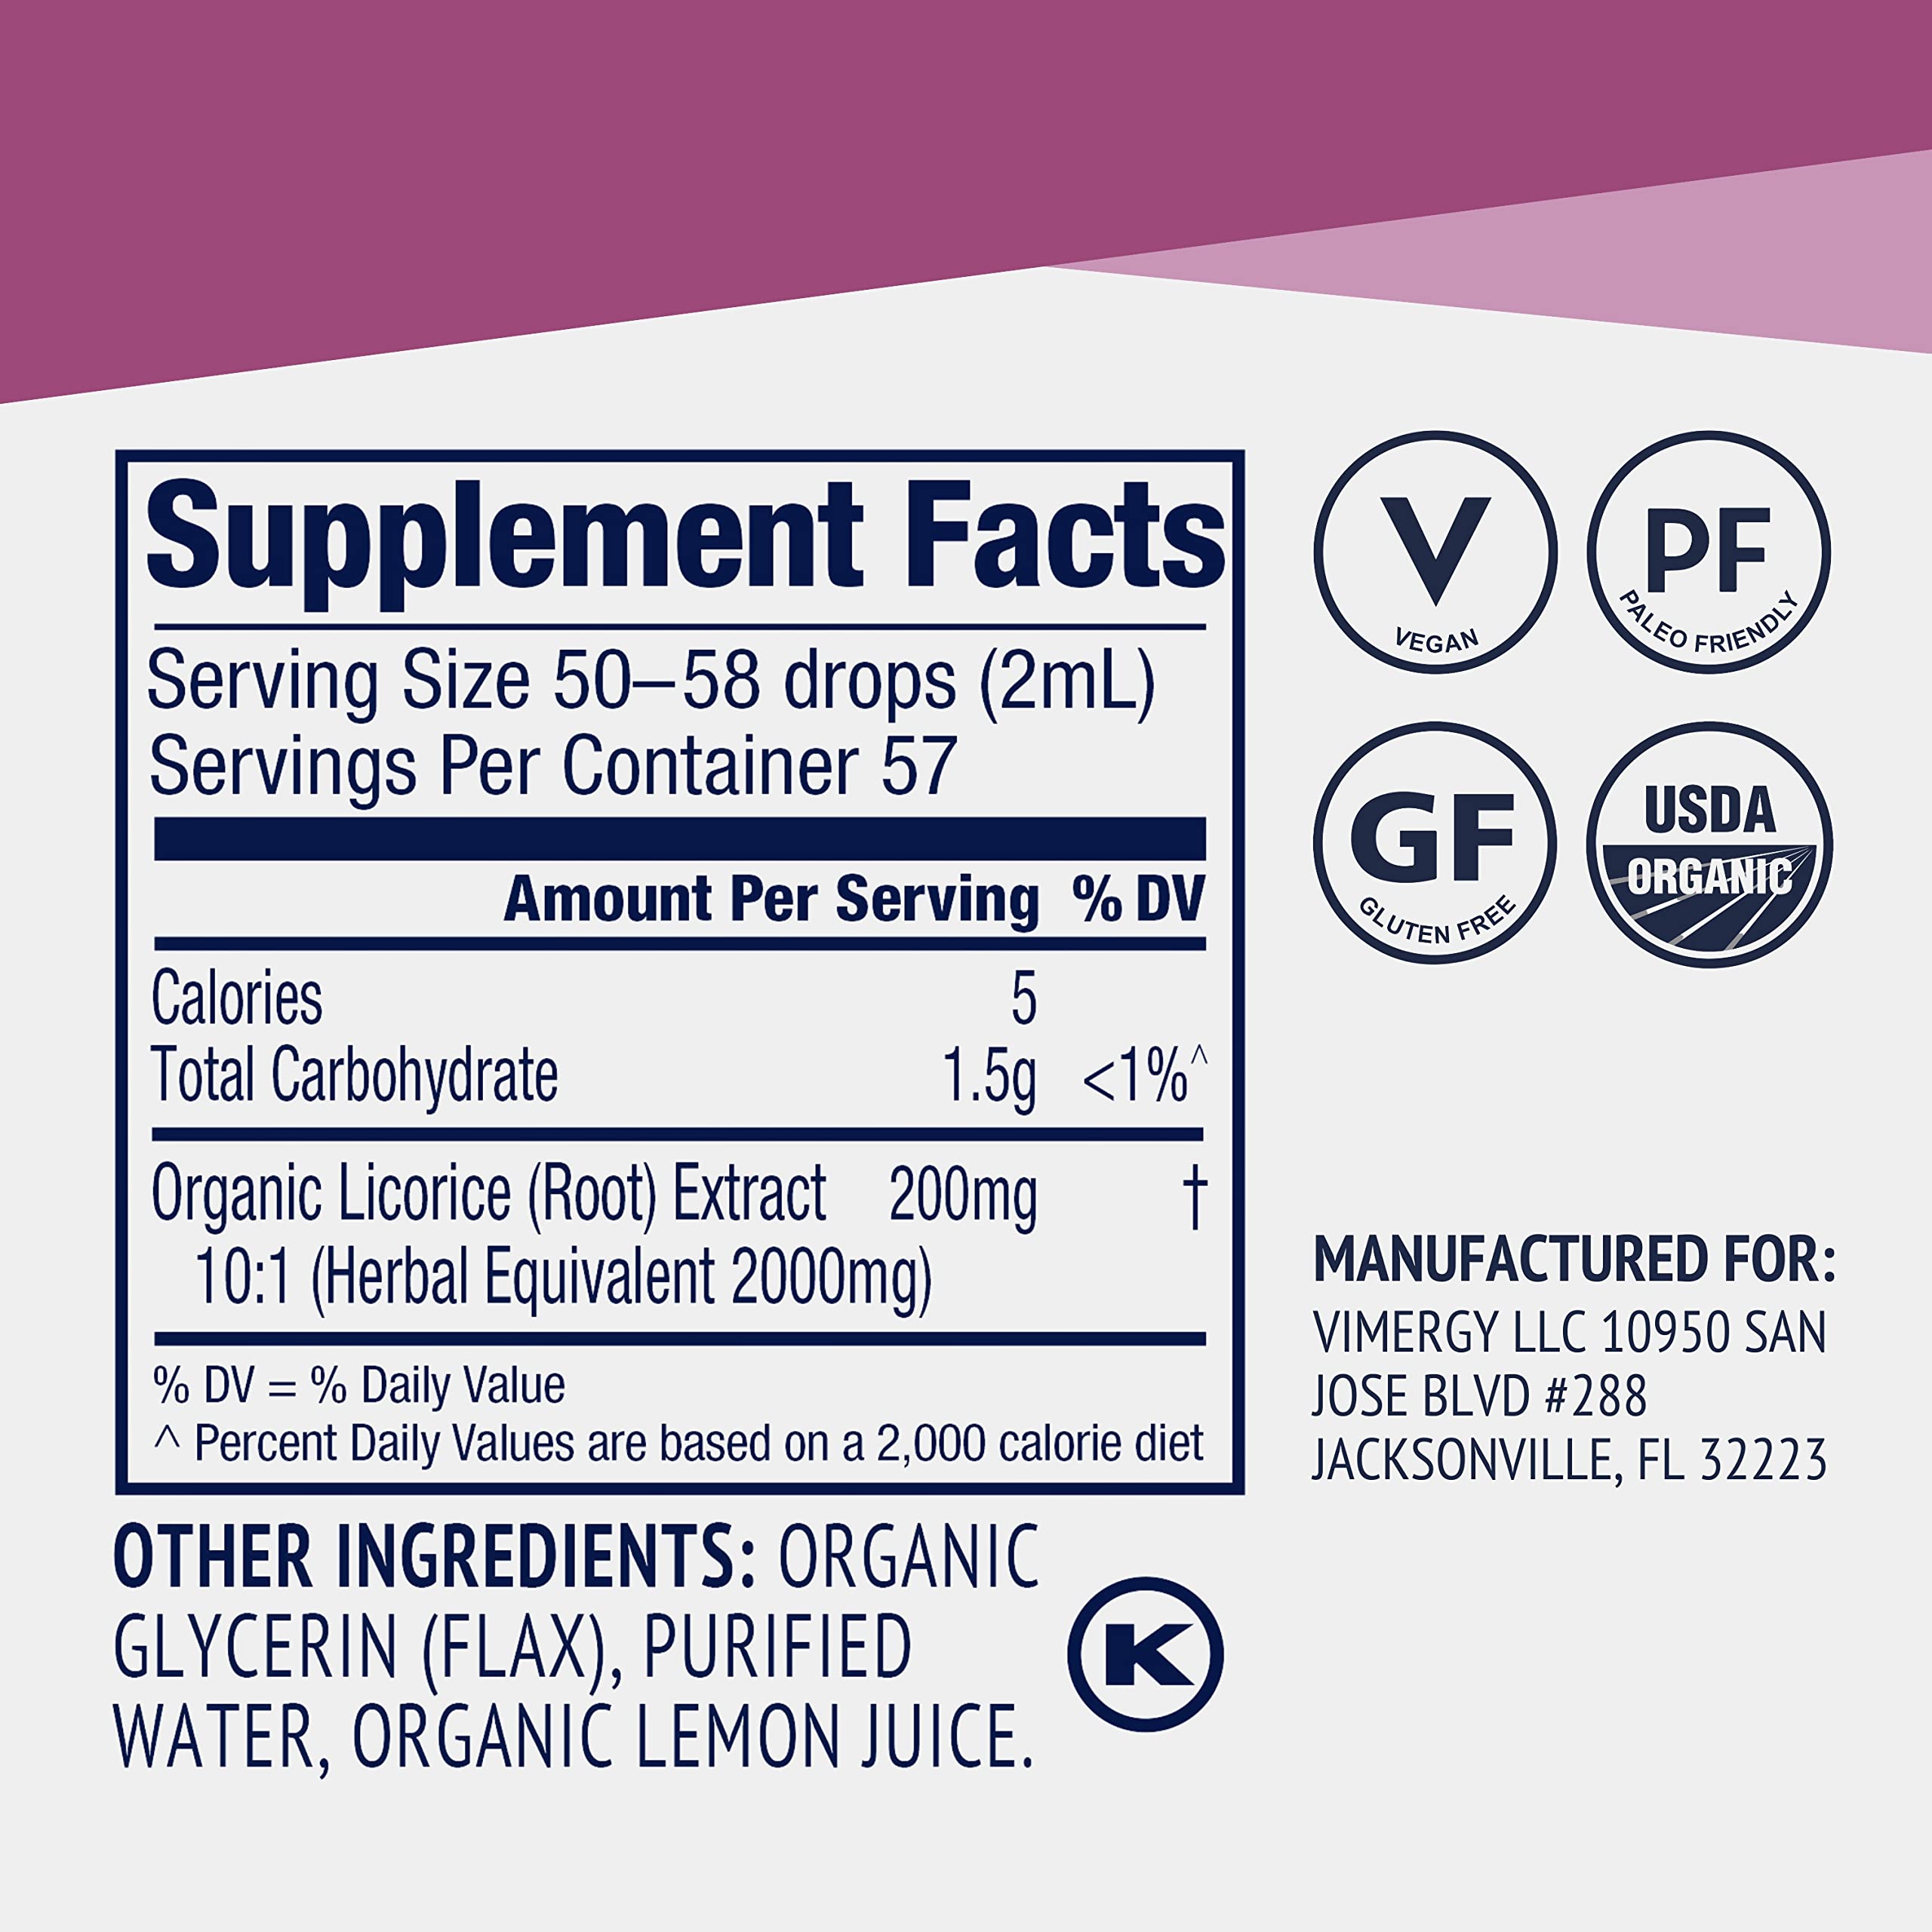 Supplement Facts
Serving Size 50–58 drops (2mL)
Servings Per Container 57
Amount Per Serving % DV
Calories 5
Total Carbohydrate 1.5g <1%^
Organic Licorice (Root) Extract 200mg †
10:1 (Herbal Equivalent 2000mg)
% DV = % Daily Value
^ Percent Daily Values are based on a 2,000 calorie diet
OTHER INGREDIENTS: ORGANIC
GLYCERIN (FLAX), PURIFIED
WATER, ORGANIC LEMON JUICE.
K
V
VEGAN
PF
PALEO FRIENDLY
GF
GLUTEN FREE
USDA
ORGANIC
MANUFACTURED FOR:
VIMERGY LLC 10950 SAN
JOSE BLVD #288
JACKSONVILLE, FL 32223